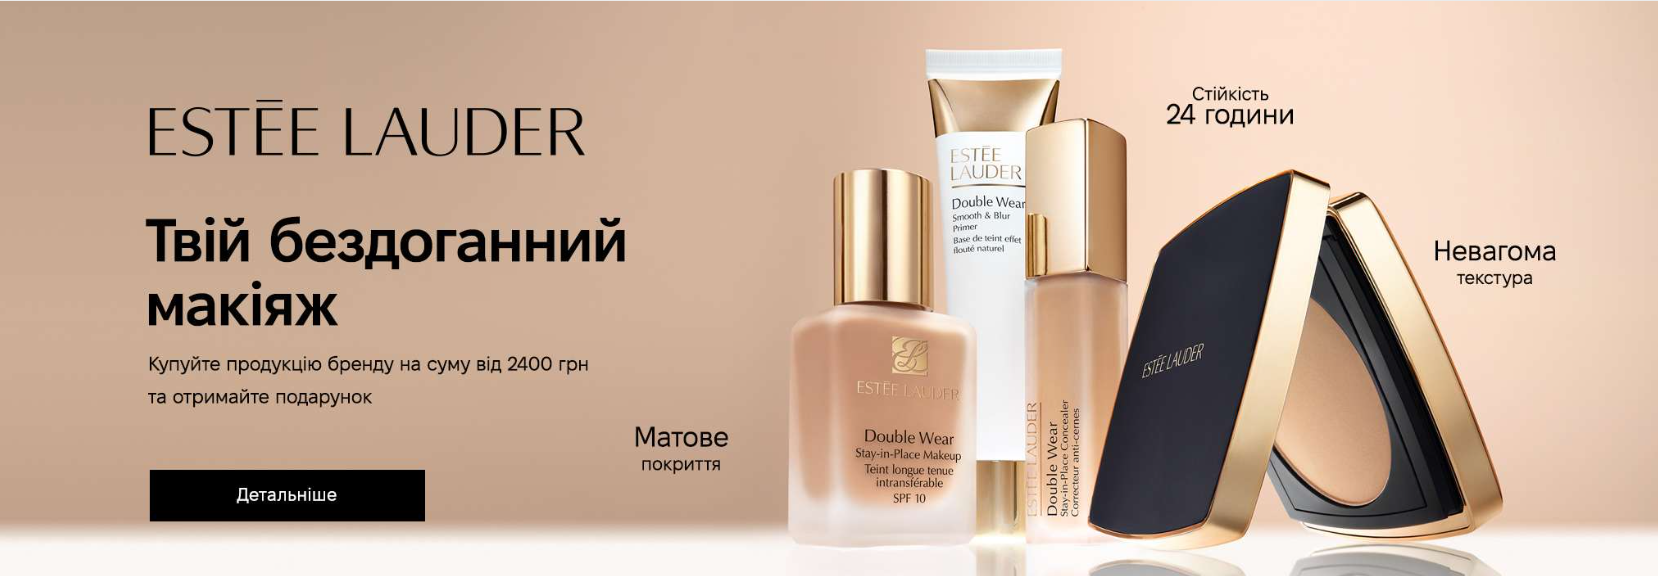 ESTĒE LAUDER
Твій бездоганний
макіяж
Купуйте продукцію бренду на суму від 2400 грн
та отримайте подарунок
Детальніше
Матове
покриття
Стійкість
24 години
Невагома
текстура
ESTĒE LAUDER
Double Wear
Stay-in-Place Makeup
Teint longue tenue
intransférable
SPF 10
ESTĒE
LAUDER
Double Wear
Smooth & Blur
Primer
Base de teint effet
flouté naturel
ESTĒE LAUDER
Double Wear
Stay-in-Place Concealer
Correcteur anti-cernes
ESTĒE LAUDER